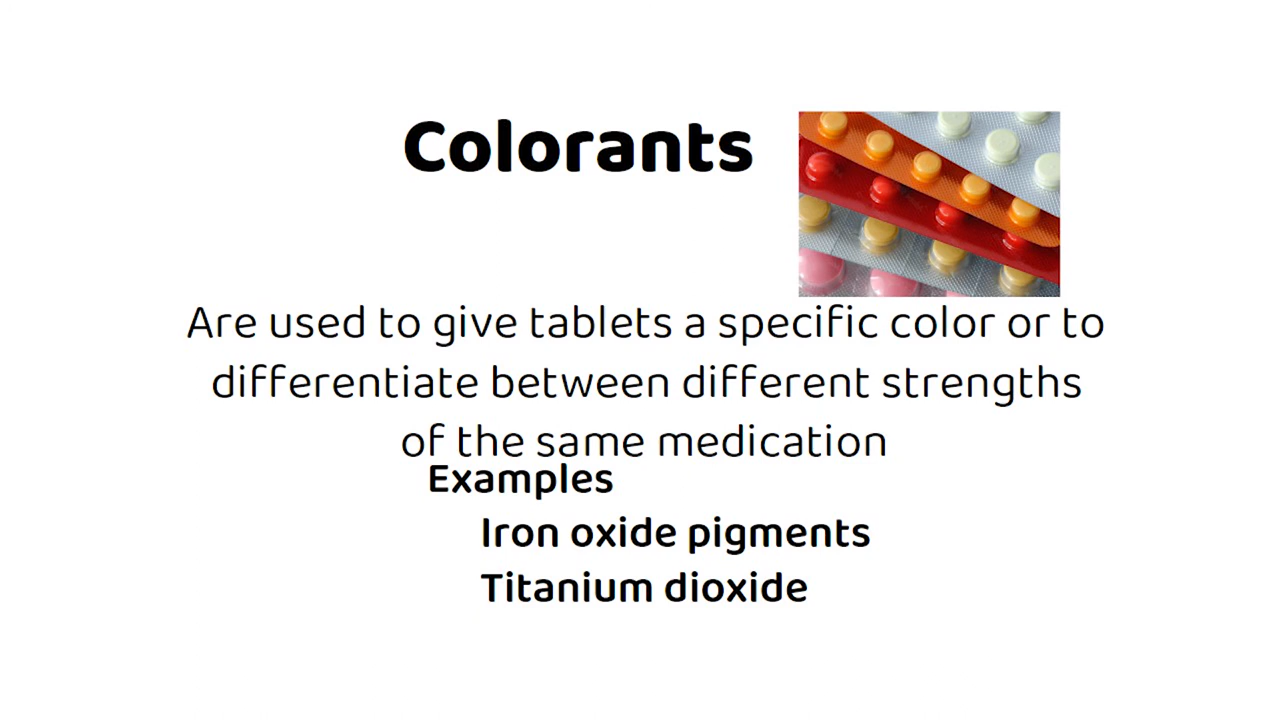 Colorants
Are used to give tablets a specific color or to
differentiate between different strengths
of the same medication
Examples
Iron oxide pigments
Titanium dioxide